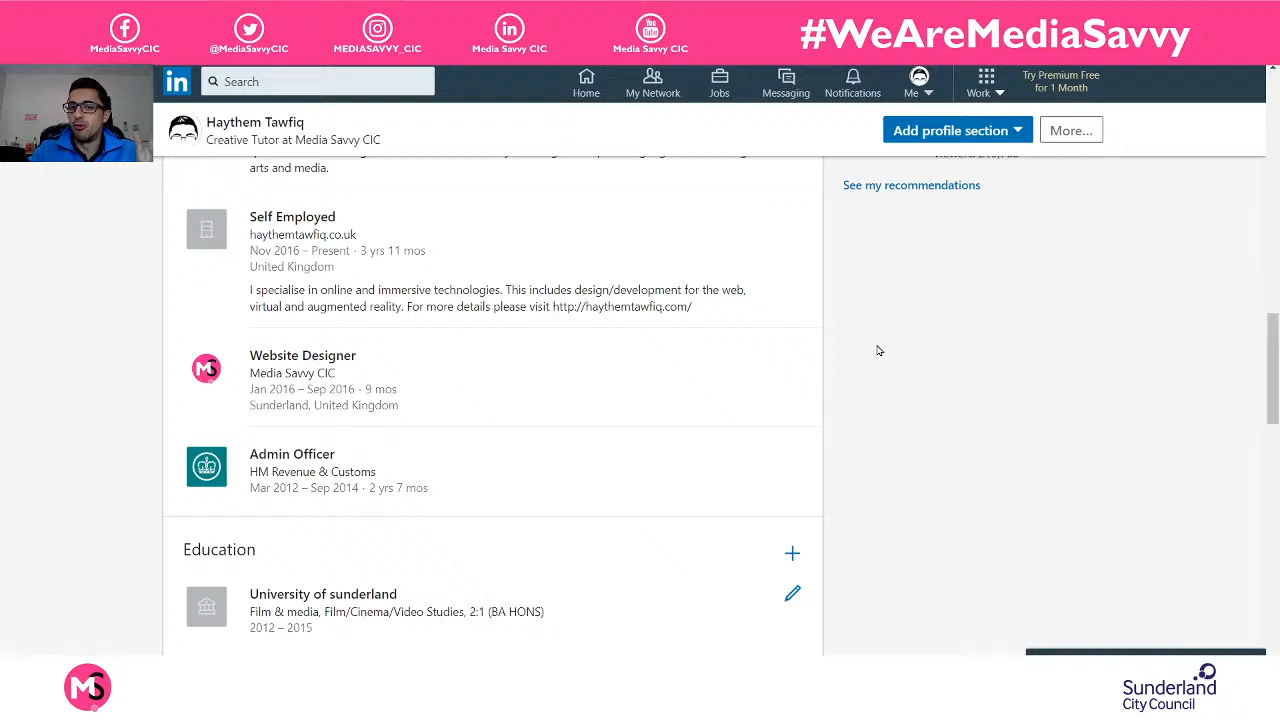 MediaSavvyCIC
@MediaSavvyCIC
MEDIASAVVY_CIC
Media Savvy CIC
You Tube
Media Savvy CIC
#WeAreMediaSavvy
in
Search
Home
My Network
Jobs
Messaging
Notifications
Me
Work
Try Premium Free
for 1 Month
Haythem Tawfiq
Creative Tutor at Media Savvy CIC
Add profile section
More...
arts and media.
See my recommendations
Self Employed
haythemtawfiq.co.uk
Nov 2016 – Present · 3 yrs 11 mos
United Kingdom
I specialise in online and immersive technologies. This includes design/development for the web,
virtual and augmented reality. For more details please visit http://haythemtawfiq.com/
MS
Website Designer
Media Savvy CIC
Jan 2016 – Sep 2016 · 9 mos
Sunderland, United Kingdom
Admin Officer
HM Revenue & Customs
Mar 2012 – Sep 2014 · 2 yrs 7 mos
Education
University of sunderland
Film & media, Film/Cinema/Video Studies, 2:1 (BA HONS)
2012 – 2015
MS
Sunderland
City Council